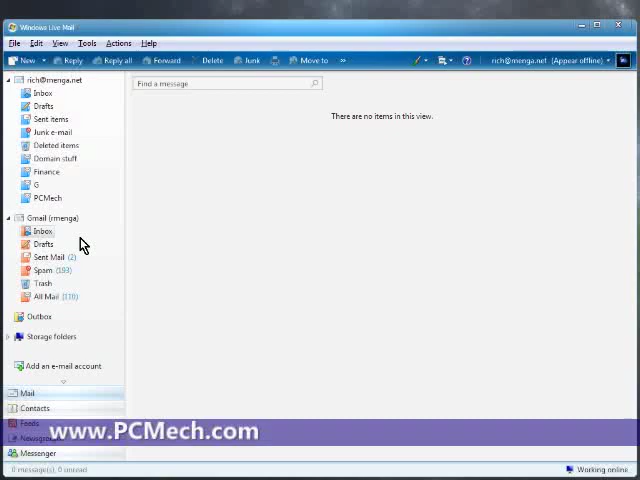 Windows Live Mail
File Edit View Tools Actions Help
New Reply Reply all Forward Delete Junk Move to » rich@menga.net (Appear offline)
rich@menga.net
Find a message
Inbox
Drafts
There are no items in this view.
Sent items
Junk e-mail
Deleted items
Domain stuff
Finance
G
PCMech
Gmail (rmenga)
Inbox
Drafts
Sent Mail (2)
Spam (193)
Trash
All Mail
Outbox
Storage folders
Add an e-mail account
Mail
Contacts
Feeds
www.PCMech.com
Newsgroups
Messenger
0 message(s), 0 unread
Working online